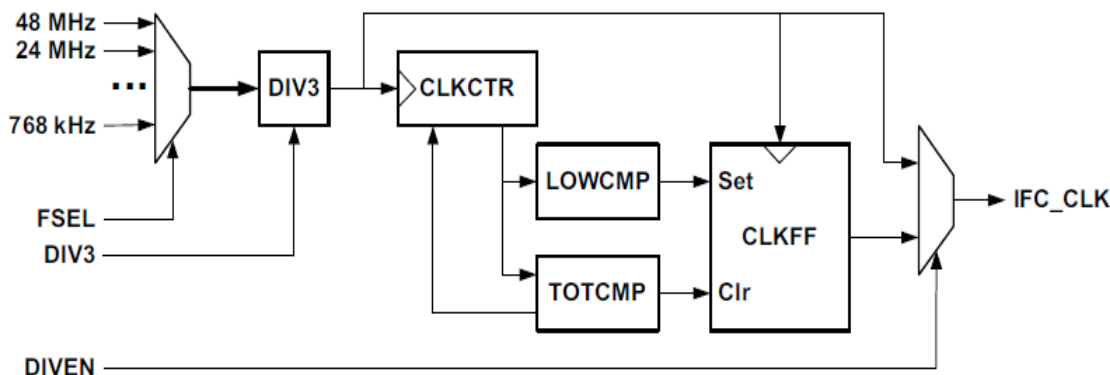 48 MHz
24 MHz
...
768 kHz
DIV3
CLKCTR
LOWCMP
Set
CLKFF
TOTCMP
Clr
IFC_CLK
FSEL
DIV3
DIVEN